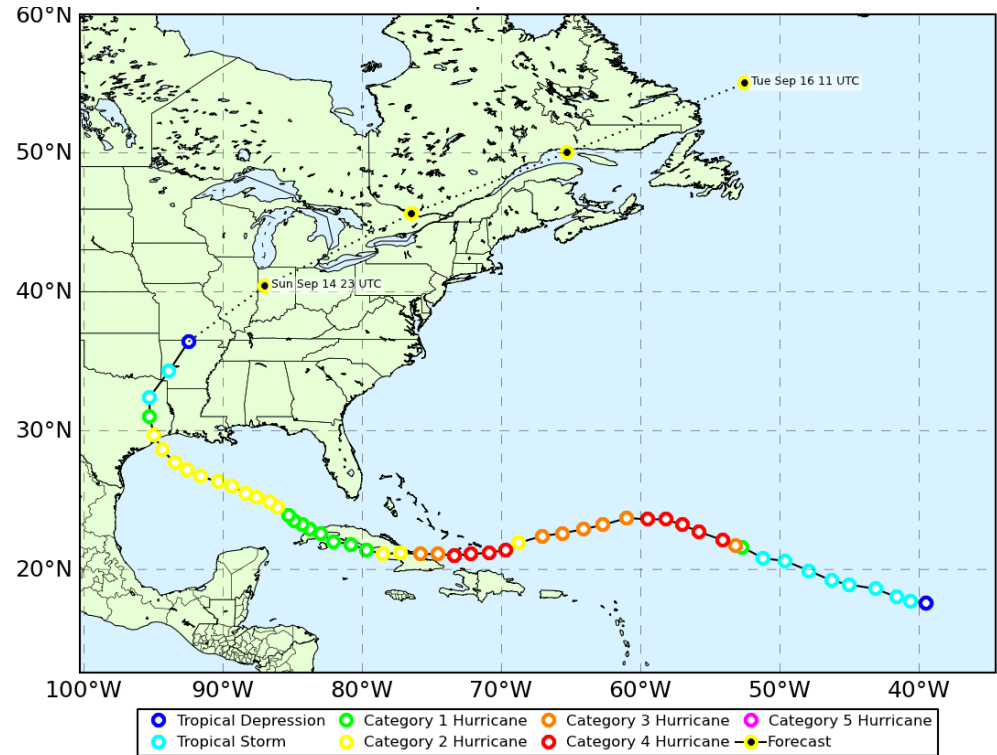 60°N
Tue Sep 16 11 UTC
50°N
Sun Sep 14 23 UTC
40°N
30°N
20°N
100°W 90°W 80°W 70°W 60°W 50°W 40°W
Tropical Depression Category 1 Hurricane Category 3 Hurricane Category 5 Hurricane
Tropical Storm Category 2 Hurricane Category 4 Hurricane Forecast